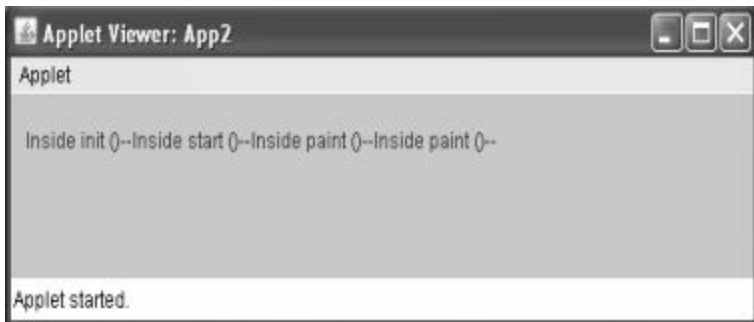 Applet Viewer: App2
Applet
Inside init ()--Inside start ()--Inside paint ()--Inside paint ()--
Applet started.